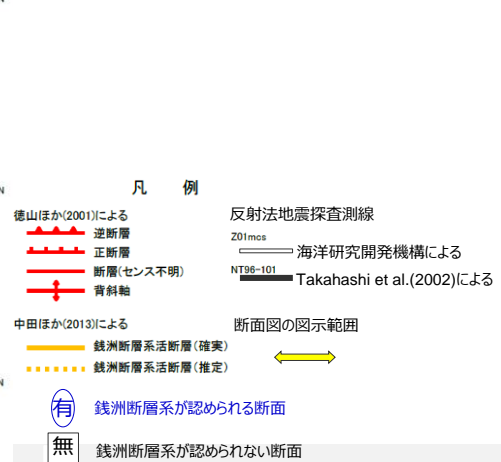 N
N
凡 例
徳山ほか(2001)による
逆断層
正断層
断層(センス不明)
背斜軸
反射法地震探査測線
Z01mcs
海洋研究開発機構による
NT96-101
Takahashi et al.(2002)による
中田ほか(2013)による
銭洲断層系活断層(確実)
銭洲断層系活断層(推定)
断面図の図示範囲
N
有 銭洲断層系が認められる断面
無 銭洲断層系が認められない断面